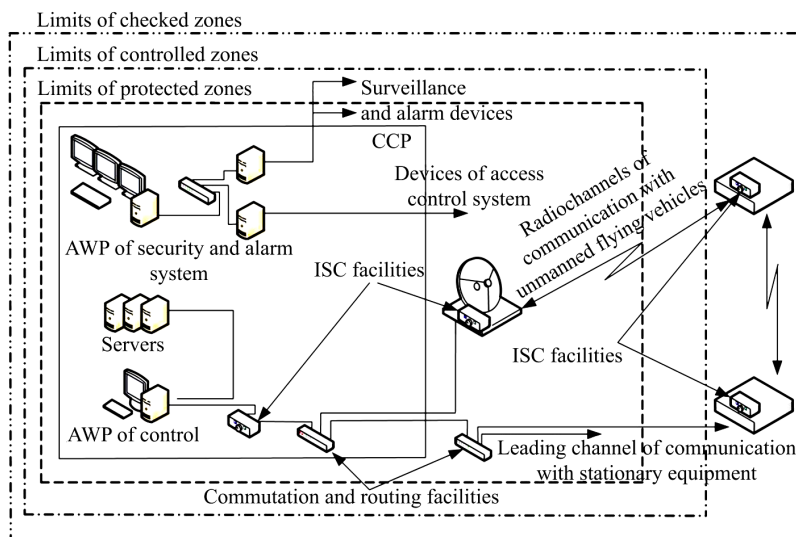 Limits of checked zones
Limits of controlled zones
Limits of protected zones
Surveillance
and alarm devices
CCP
Devices of access
control system
Radiochannels of
communication with
unmanned flying vehicles
AWP of security and alarm
system
ISC facilities
Servers
ISC facilities
AWP of control
Leading channel of communication
with stationary equipment
Commutation and routing facilities